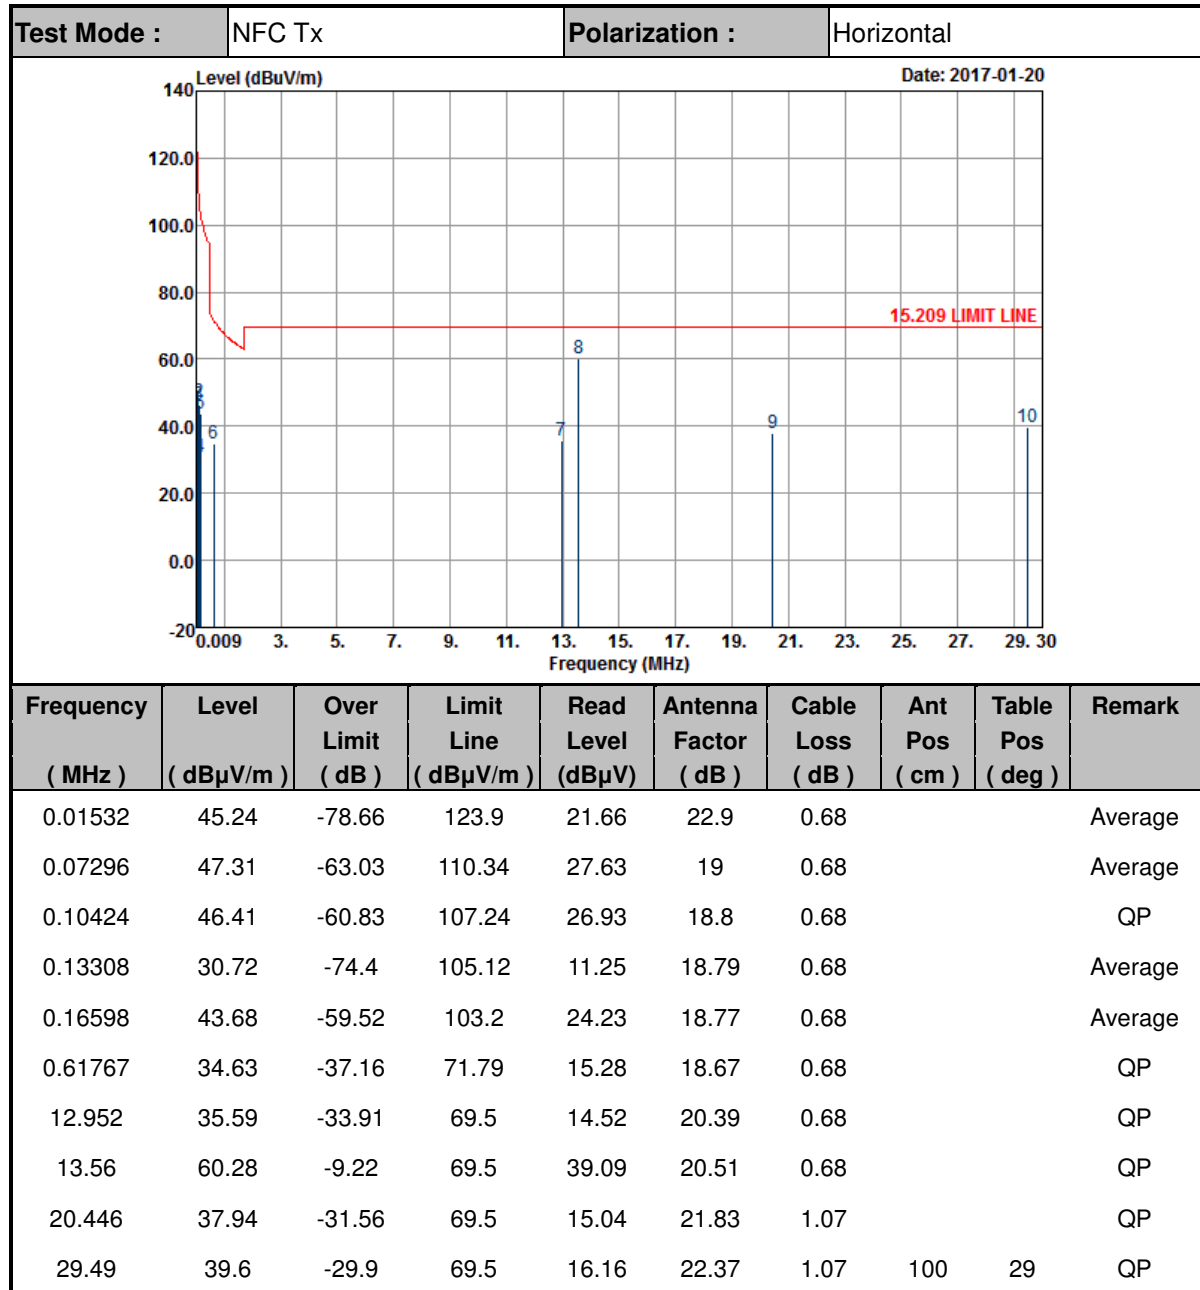 Test Mode : NFC Tx Polarization : Horizontal
Level (dBuV/m) Date: 2017-01-20
140
120.0
100.0
80.0
15.209 LIMIT LINE
60.0
8
40.0
6 7 9 10
20.0
0.0
-20
0.009 3. 5. 7. 9. 11. 13. 15. 17. 19. 21. 23. 25. 27. 29. 30
Frequency (MHz)
Frequency Level Over Limit Read Antenna Cable Ant Table Remark
Limit Line Level Factor Loss Pos Pos
( MHz ) ( dBµV/m ) ( dB ) ( dBµV/m ) (dBµV) ( dB ) ( dB ) ( cm ) ( deg )
0.01532 45.24 -78.66 123.9 21.66 22.9 0.68 Average
0.07296 47.31 -63.03 110.34 27.63 19 0.68 Average
0.10424 46.41 -60.83 107.24 26.93 18.8 0.68 QP
0.13308 30.72 -74.4 105.12 11.25 18.79 0.68 Average
0.16598 43.68 -59.52 103.2 24.23 18.77 0.68 Average
0.61767 34.63 -37.16 71.79 15.28 18.67 0.68 QP
12.952 35.59 -33.91 69.5 14.52 20.39 0.68 QP
13.56 60.28 -9.22 69.5 39.09 20.51 0.68 QP
20.446 37.94 -31.56 69.5 15.04 21.83 1.07 QP
29.49 39.6 -29.9 69.5 16.16 22.37 1.07 100 29 QP